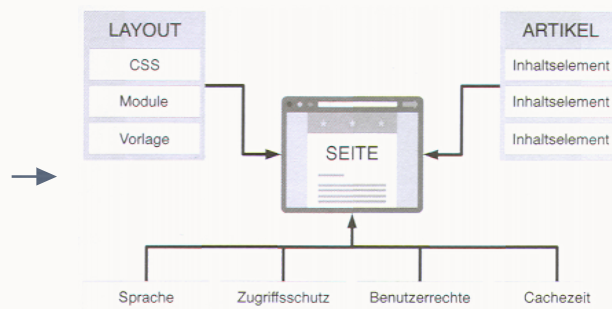 LAYOUT
CSS
Module
Vorlage
SEITE
ARTIKEL
Inhaltselement
Inhaltselement
Inhaltselement
Sprache
Zugriffsschutz
Benutzerrechte
Cachezeit